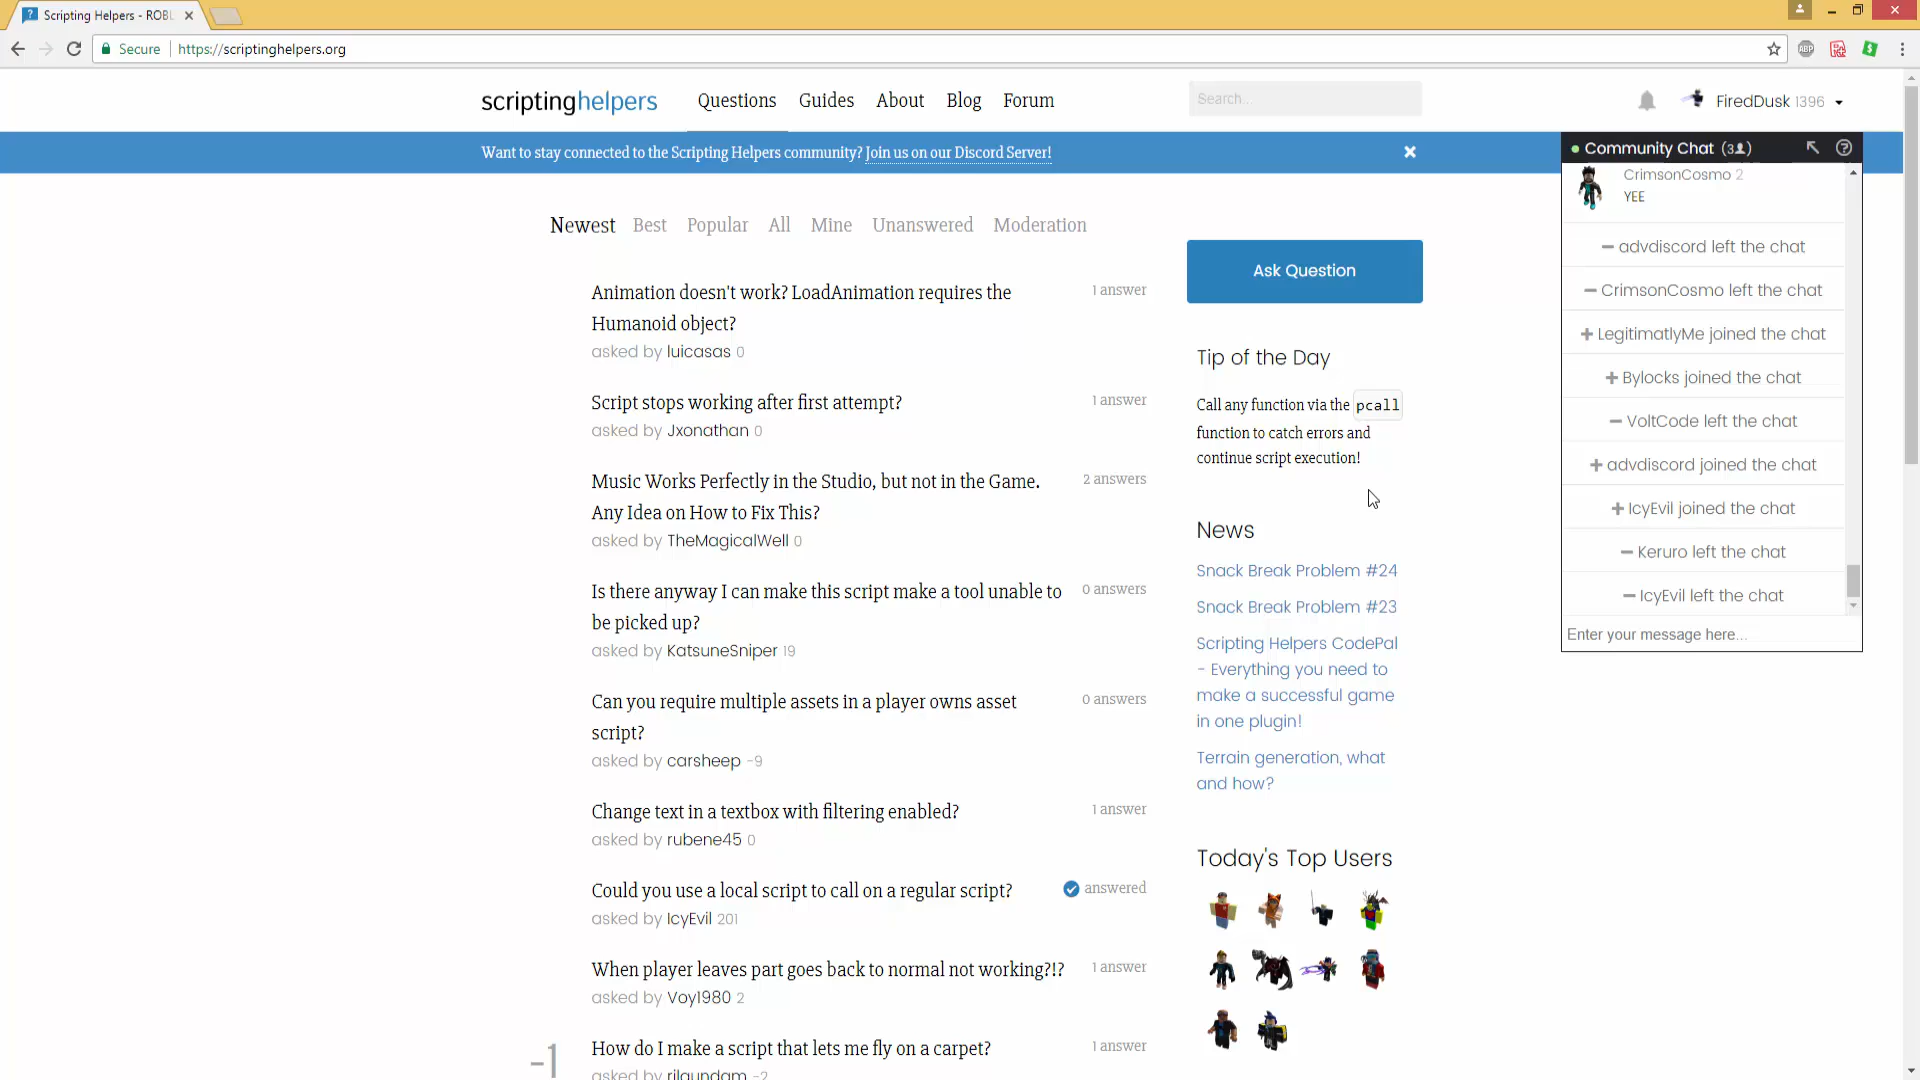 Scripting Helpers - ROBL
Secure
https://scriptinghelpers.org
ABP
scriptinghelpers
Questions
Guides
About
Blog
Forum
Search...
FiredDusk 1396
Want to stay connected to the Scripting Helpers community? Join us on our Discord Server!
Newest
Best
Popular
All
Mine
Unanswered
Moderation
Animation doesn't work? LoadAnimation requires the
Humanoid object?
asked by luicasas 0
1 answer
Script stops working after first attempt?
asked by Jxonathan 0
1 answer
Music Works Perfectly in the Studio, but not in the Game.
Any Idea on How to Fix This?
asked by TheMagicalWell 0
2 answers
Is there anyway I can make this script make a tool unable to
be picked up?
asked by KatsuneSniper 19
0 answers
Can you require multiple assets in a player owns asset
script?
asked by carsheep -9
0 answers
Change text in a textbox with filtering enabled?
asked by rubene45 0
1 answer
Could you use a local script to call on a regular script?
asked by IcyEvil 201
answered
When player leaves part goes back to normal not working?!?
asked by Voy1980 2
1 answer
-1
How do I make a script that lets me fly on a carpet?
asked by rilgundam -2
1 answer
Ask Question
Tip of the Day
Call any function via the pcall
function to catch errors and
continue script execution!
News
Snack Break Problem #24
Snack Break Problem #23
Scripting Helpers CodePal
- Everything you need to
make a successful game
in one plugin!
Terrain generation, what
and how?
Today's Top Users
Community Chat (3)
CrimsonCosmo 2
YEE
advdiscord left the chat
CrimsonCosmo left the chat
LegitimatlyMe joined the chat
Bylocks joined the chat
VoltCode left the chat
advdiscord joined the chat
IcyEvil joined the chat
Keruro left the chat
IcyEvil left the chat
Enter your message here...